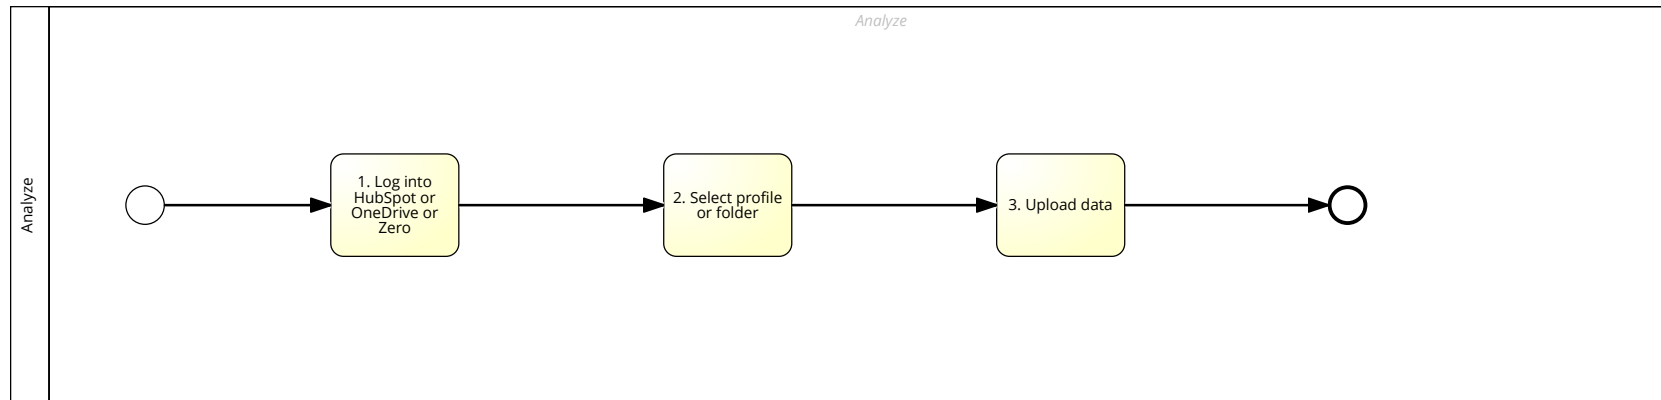 Analyze
Analyze
1. Log into
HubSpot or
OneDrive or
Zero
2. Select profile
or folder
3. Upload data